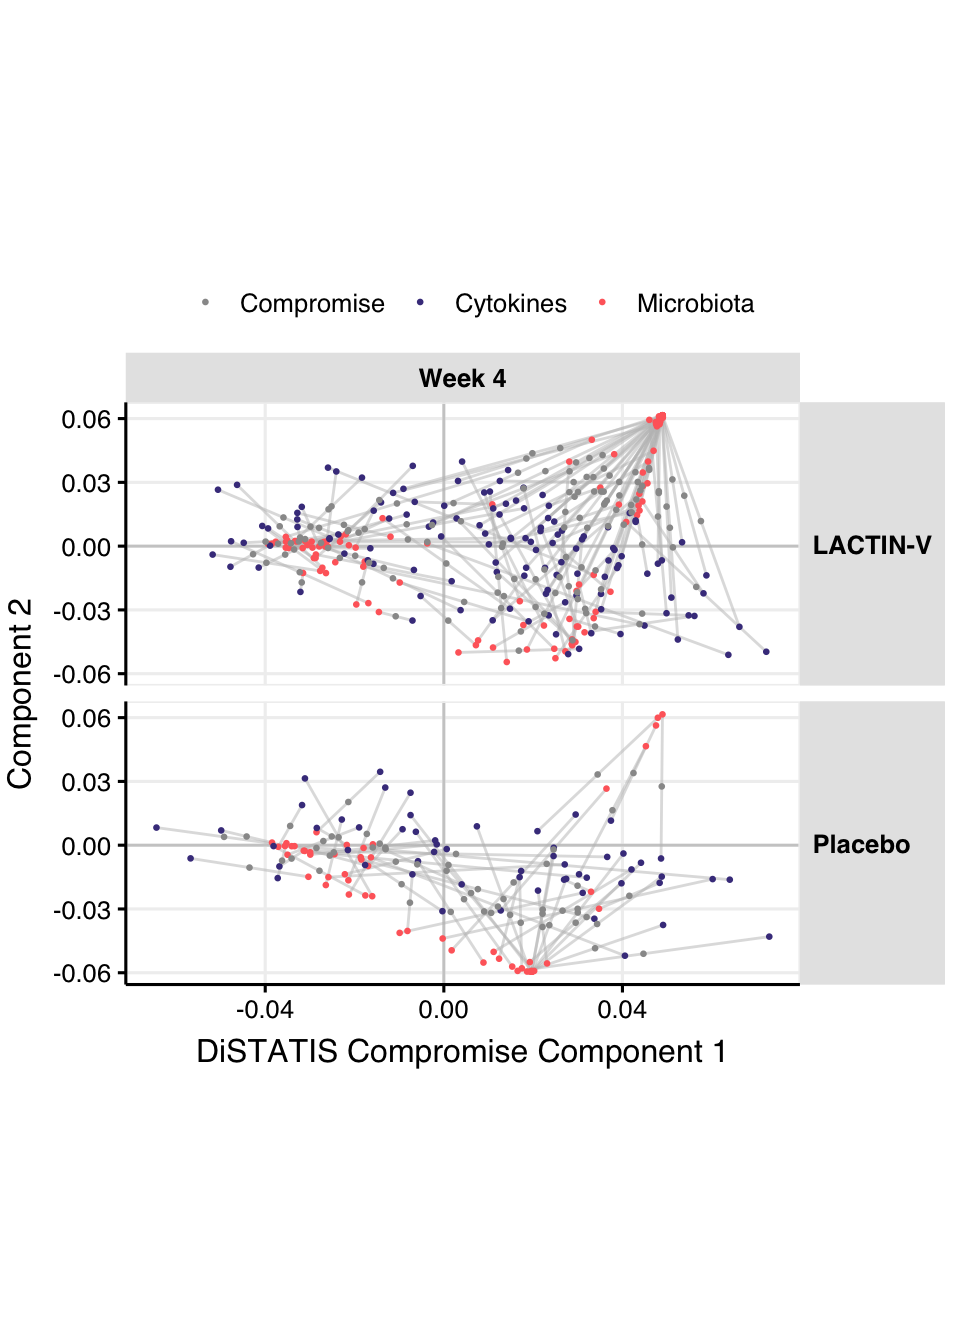 Compromise Cytokines Microbiota
Week 4
0.06
0.03
0.00
-0.03
-0.06
LACTIN-V
0.06
0.03
0.00
-0.03
-0.06
Placebo
Component 2
-0.04 0.00 0.04
DiSTATIS Compromise Component 1